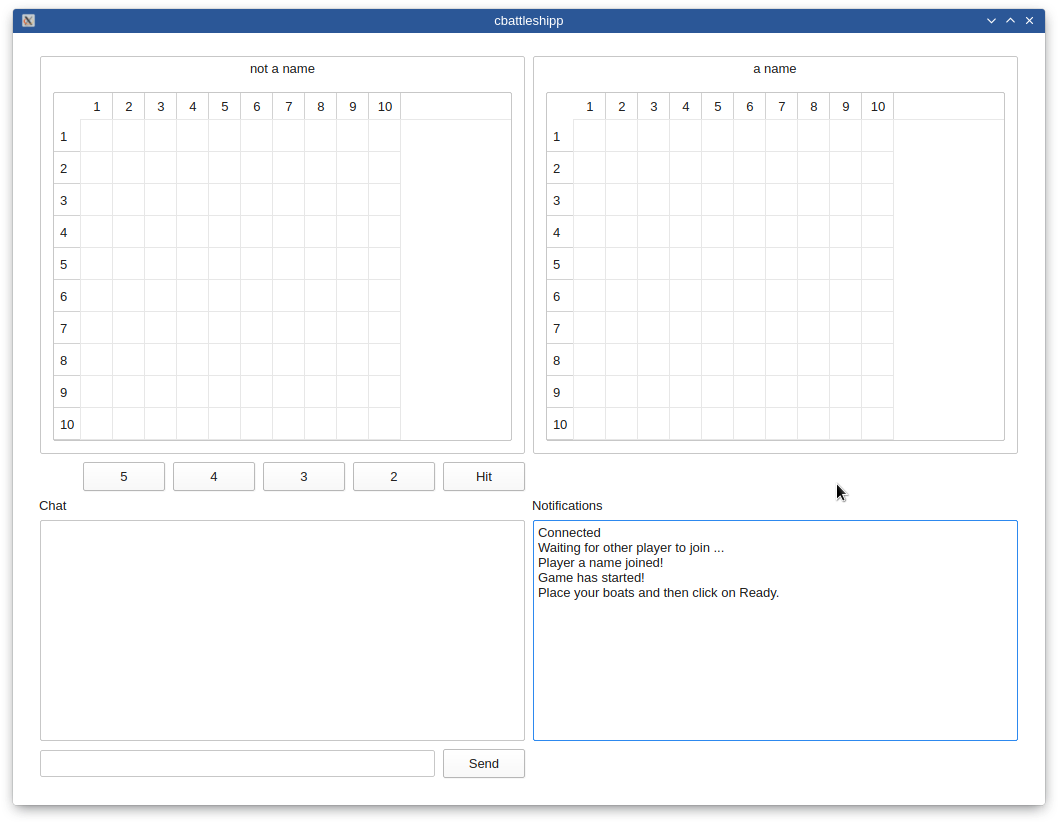 cbattleshipp
not a name
1 2 3 4 5 6 7 8 9 10
1
2
3
4
5
6
7
8
9
10
5 4 3 2 Hit
a name
1 2 3 4 5 6 7 8 9 10
1
2
3
4
5
6
7
8
9
10
Chat
Send
Notifications
Connected
Waiting for other player to join ...
Player a name joined!
Game has started!
Place your boats and then click on Ready.